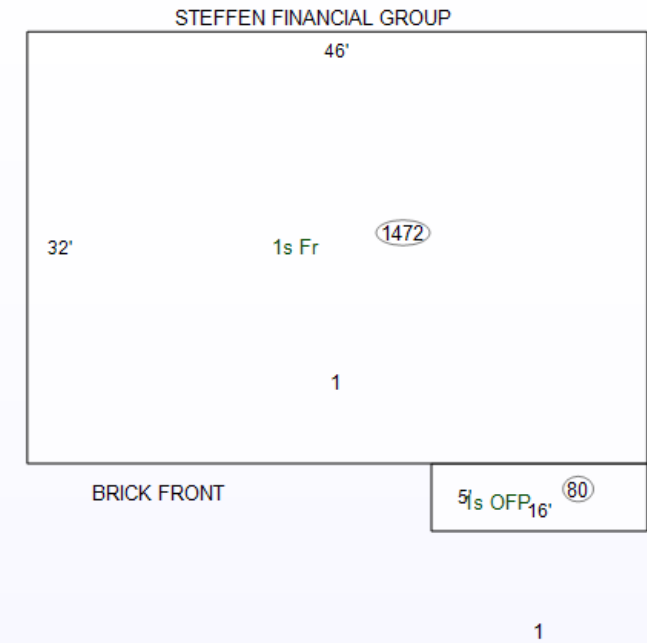 STEFFEN FINANCIAL GROUP
46'
32'
1s Fr
1472
1
BRICK FRONT
5'
1s OFP
16'
80
1